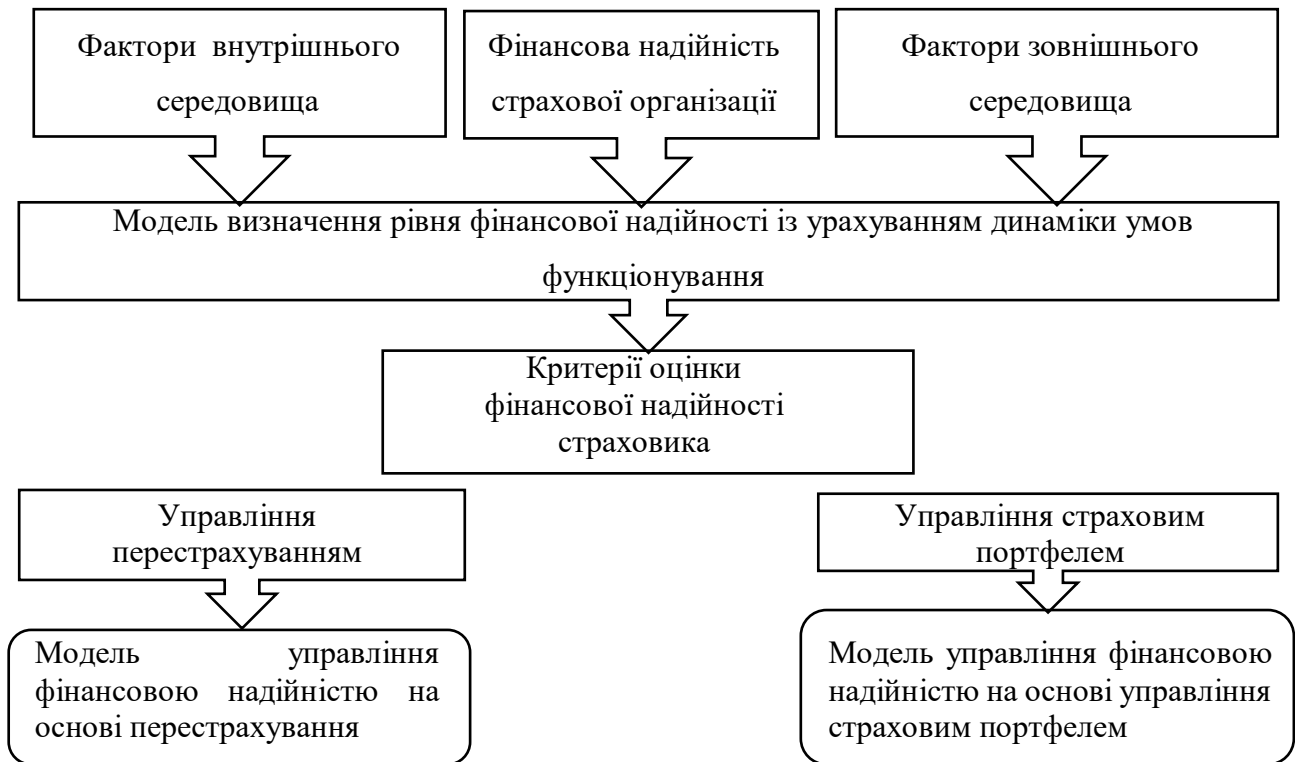 Фактори внутрішнього
середовища
Фінансова надійність
страхової організації
Фактори зовнішнього
середовища
Модель визначення рівня фінансової надійності із урахуванням динаміки умов
функціонування
Критерії оцінки
фінансової надійності
страховика
Управління
перестрахуванням
Управління страховим
портфелем
Модель управління
фінансовою надійністю на
основі перестрахування
Модель управління фінансовою
надійністю на основі управління
страховим портфелем